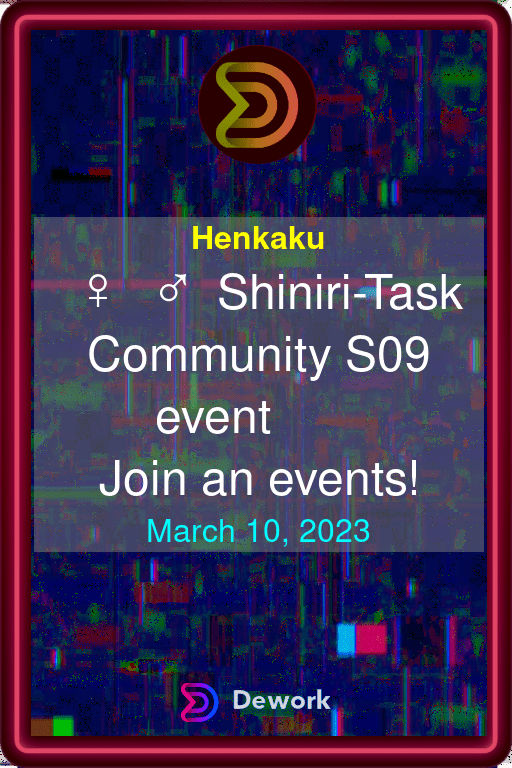 Henkaku
♀ ♂ Shiniri-Task
Community S09
event
Join an events!
March 10, 2023
Dework